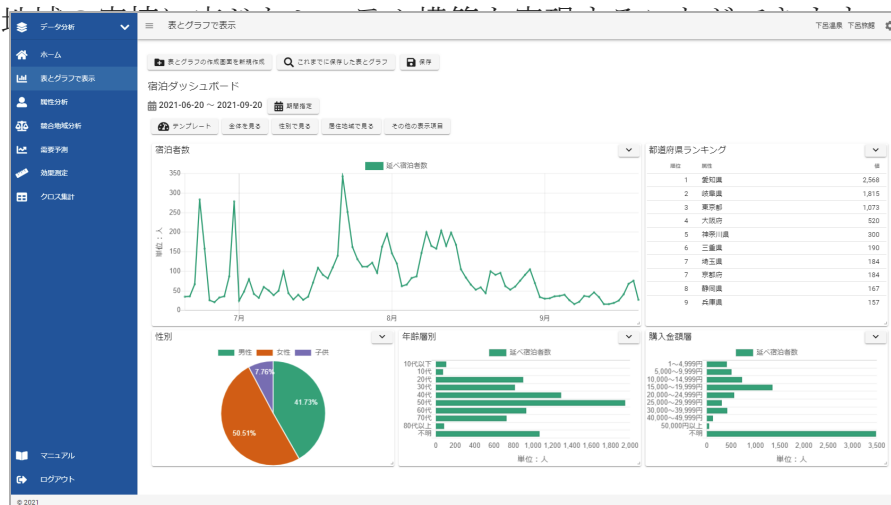 データ分析
表とグラフで表示
下呂温泉 下呂旅館
ホーム
表とグラフで表示
属性分析
競合地域分析
需要予測
効果測定
クロス集計
マニュアル
ログアウト
© 2021
表とグラフの作成画面を新規作成 これまでに保存した表とグラフ 保存
宿泊ダッシュボード
2021-06-20 ～ 2021-09-20 期間指定
テンプレート 全体を見る 性別で見る 居住地域で見る その他の表示項目
宿泊者数
延べ宿泊者数
単位：人
350
300
250
200
150
100
50
0
7月 8月 9月
都道府県ランキング
順位 属性 値
1 愛知県 2,568
2 岐阜県 1,815
3 東京都 1,073
4 大阪府 520
5 神奈川県 300
6 三重県 190
7 埼玉県 184
7 京都府 184
8 静岡県 167
9 兵庫県 157
性別
男性 女性 子供
7.76%
41.73%
50.51%
年齢層別
延べ宿泊者数
10代以下
10代
20代
30代
40代
50代
60代
70代
80代以上
不明
0 200 400 600 800 1,000 1,200 1,400 1,600 1,800 2,000
単位：人
購入金額層
延べ宿泊者数
1～4,999円
5,000～9,999円
10,000～14,999円
15,000～19,999円
20,000～24,999円
25,000～29,999円
30,000～39,999円
40,000～49,999円
50,000円以上
不明
0 500 1,000 1,500 2,000 2,500 3,000 3,500
単位：人